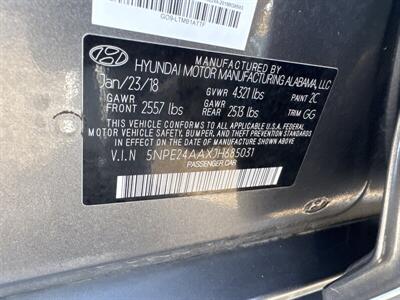 MANUFACTURED BY
HYUNDAI MOTOR MANUFACTURING ALABAMA, LLC
Jan/23/18 GVWR 4321 lbs PAINT 2C
GAWR FRONT 2557 lbs GAWR REAR 2513 lbs TRIM GG
THIS VEHICLE CONFORMS TO ALL APPLICABLE U.S.A. FEDERAL
MOTOR VEHICLE SAFETY, BUMPER, AND THEFT PREVENTION STANDARDS
IN EFFECT ON THE DATE OF MANUFACTURE SHOWN ABOVE
V.I.N 5NPE24AAXJH685031
PASSENGER CAR